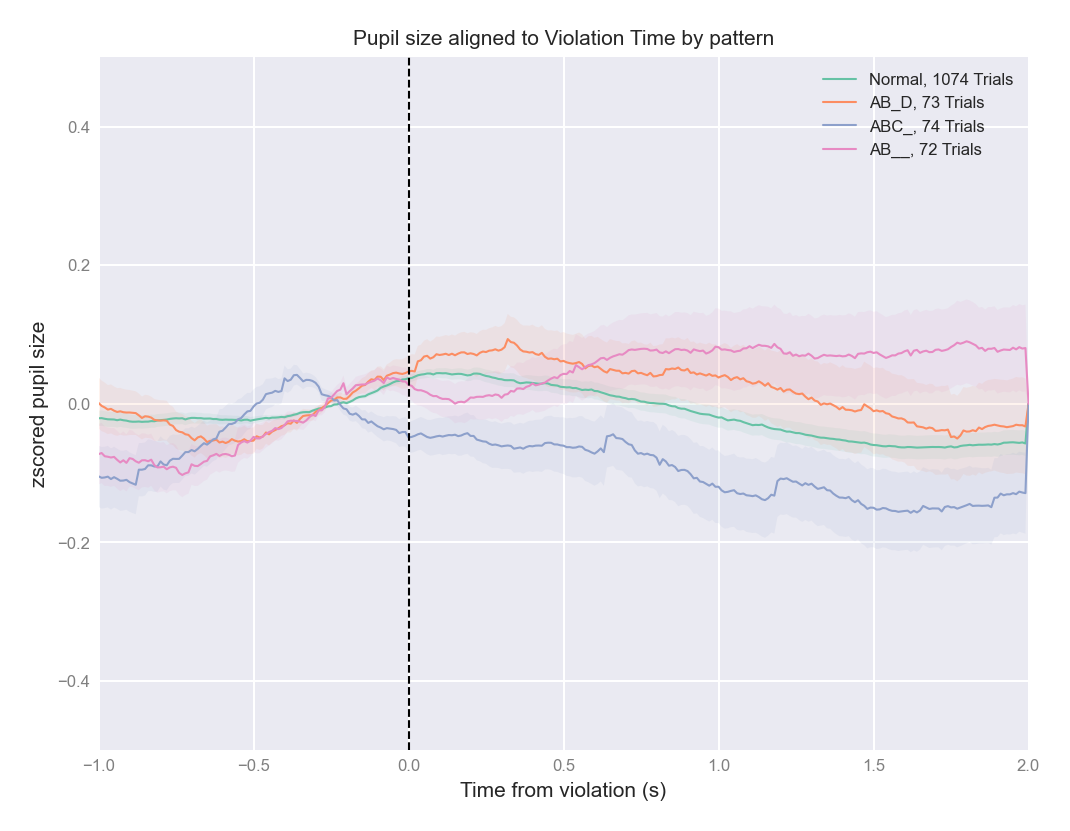 Pupil size aligned to Violation Time by pattern
Normal, 1074 Trials
AB_D, 73 Trials
ABC_, 74 Trials
AB__, 72 Trials
zscored pupil size
0.4
0.2
0.0
−0.2
−0.4
−1.0 −0.5 0.0 0.5 1.0 1.5 2.0
Time from violation (s)